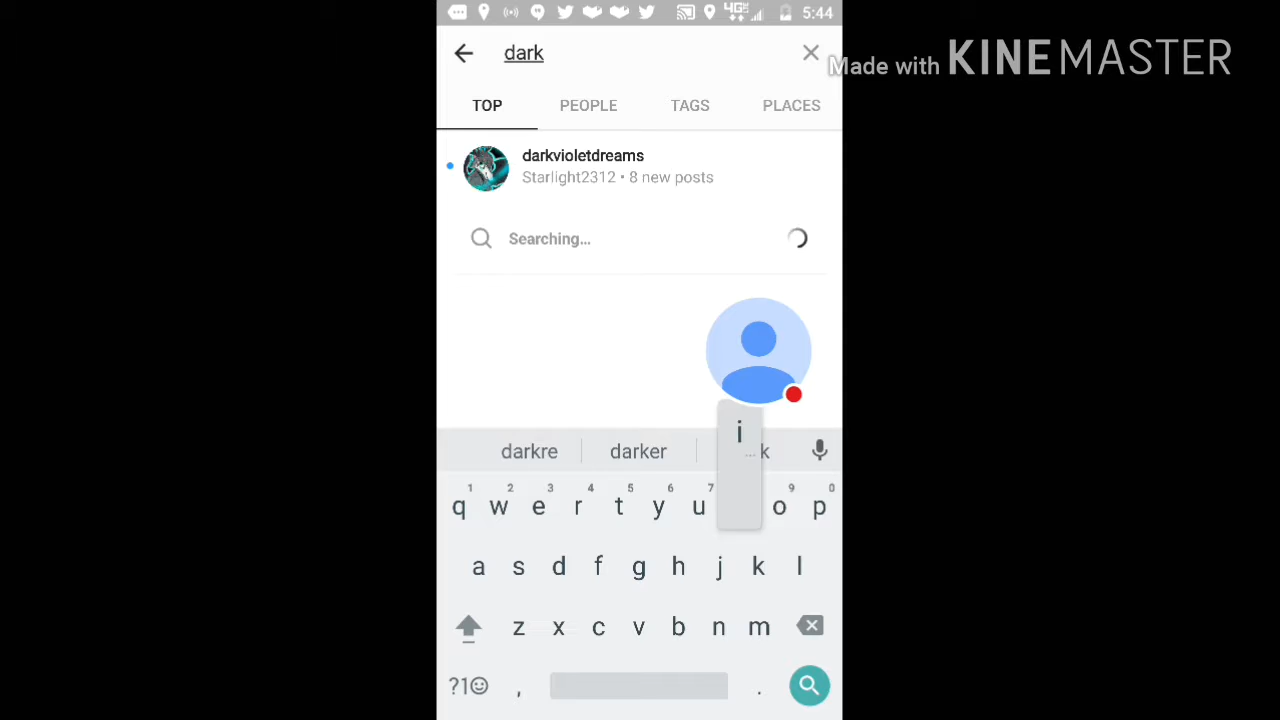 4G 5:44
dark
Made with KINEMASTER
TOP PEOPLE TAGS PLACES
darkvioletdreams
Starlight2312 • 8 new posts
Searching...
i
darkre darker ... k
1 2 3 4 5 6 7 9 0
q w e r t y u o p
a s d f g h j k l
z x c v b n m
?1☺ , .